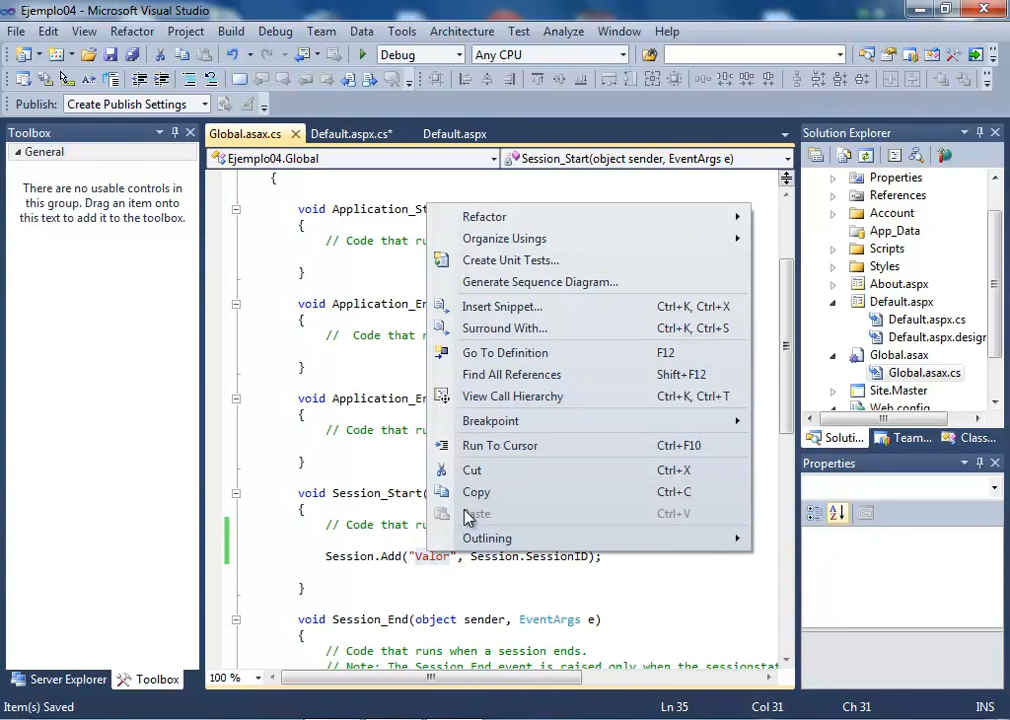 Ejemplo04 - Microsoft Visual Studio
File Edit View Refactor Project Build Debug Team Data Tools Architecture Test Analyze Window Help
Debug Any CPU
Publish: Create Publish Settings
Toolbox
General
There are no usable controls in
this group. Drag an item onto
this text to add it to the toolbox.
Server Explorer Toolbox
Global.asax.cs Default.aspx.cs* Default.aspx
Ejemplo04.Global Session_Start(object sender, EventArgs e)
{
void Application_St
{
// Code that ru
}
void Application_En
{
// Code that r
}
void Application_En
{
// Code that ru
}
void Session_Start(
{
// Code that ru
Session.Add("Valor", Session.SessionID);
}
void Session_End(object sender, EventArgs e)
{
// Code that runs when a session ends.
// Note: The Session_End event is raised only when the sessionstat
100 %
Refactor
Organize Usings
Create Unit Tests...
Generate Sequence Diagram...
Insert Snippet... Ctrl+K, Ctrl+X
Surround With... Ctrl+K, Ctrl+S
Go To Definition F12
Find All References Shift+F12
View Call Hierarchy Ctrl+K, Ctrl+T
Breakpoint
Run To Cursor Ctrl+F10
Cut Ctrl+X
Copy Ctrl+C
Paste Ctrl+V
Outlining
Solution Explorer
Properties
References
Account
App_Data
Scripts
Styles
About.aspx
Default.aspx
Default.aspx.cs
Default.aspx.design
Global.asax
Global.asax.cs
Site.Master
Web.config
Soluti... Team... Class...
Properties
Item(s) Saved Ln 35 Col 31 Ch 31 INS